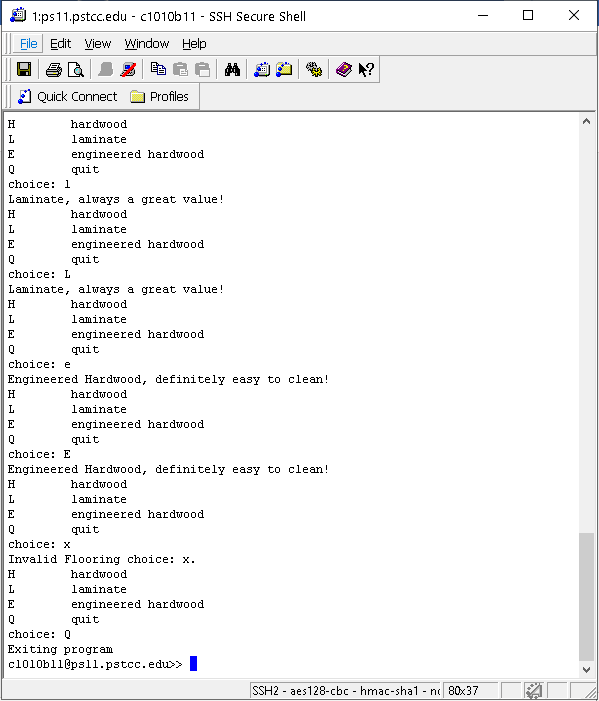 1:ps11.pstcc.edu - c1010b11 - SSH Secure Shell
File Edit View Window Help
Quick Connect Profiles
H hardwood
L laminate
E engineered hardwood
Q quit
choice: l
Laminate, always a great value!
H hardwood
L laminate
E engineered hardwood
Q quit
choice: L
Laminate, always a great value!
H hardwood
L laminate
E engineered hardwood
Q quit
choice: e
Engineered Hardwood, definitely easy to clean!
H hardwood
L laminate
E engineered hardwood
Q quit
choice: E
Engineered Hardwood, definitely easy to clean!
H hardwood
L laminate
E engineered hardwood
Q quit
choice: x
Invalid Flooring choice: x.
H hardwood
L laminate
E engineered hardwood
Q quit
choice: Q
Exiting program
c1010b11@ps11.pstcc.edu>>
SSH2 - aes128-cbc - hmac-sha1 - nc 80x37